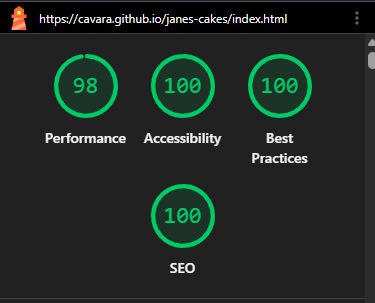 https://cavara.github.io/janes-cakes/index.html
98 100 100
Performance Accessibility Best
Practices
100
SEO